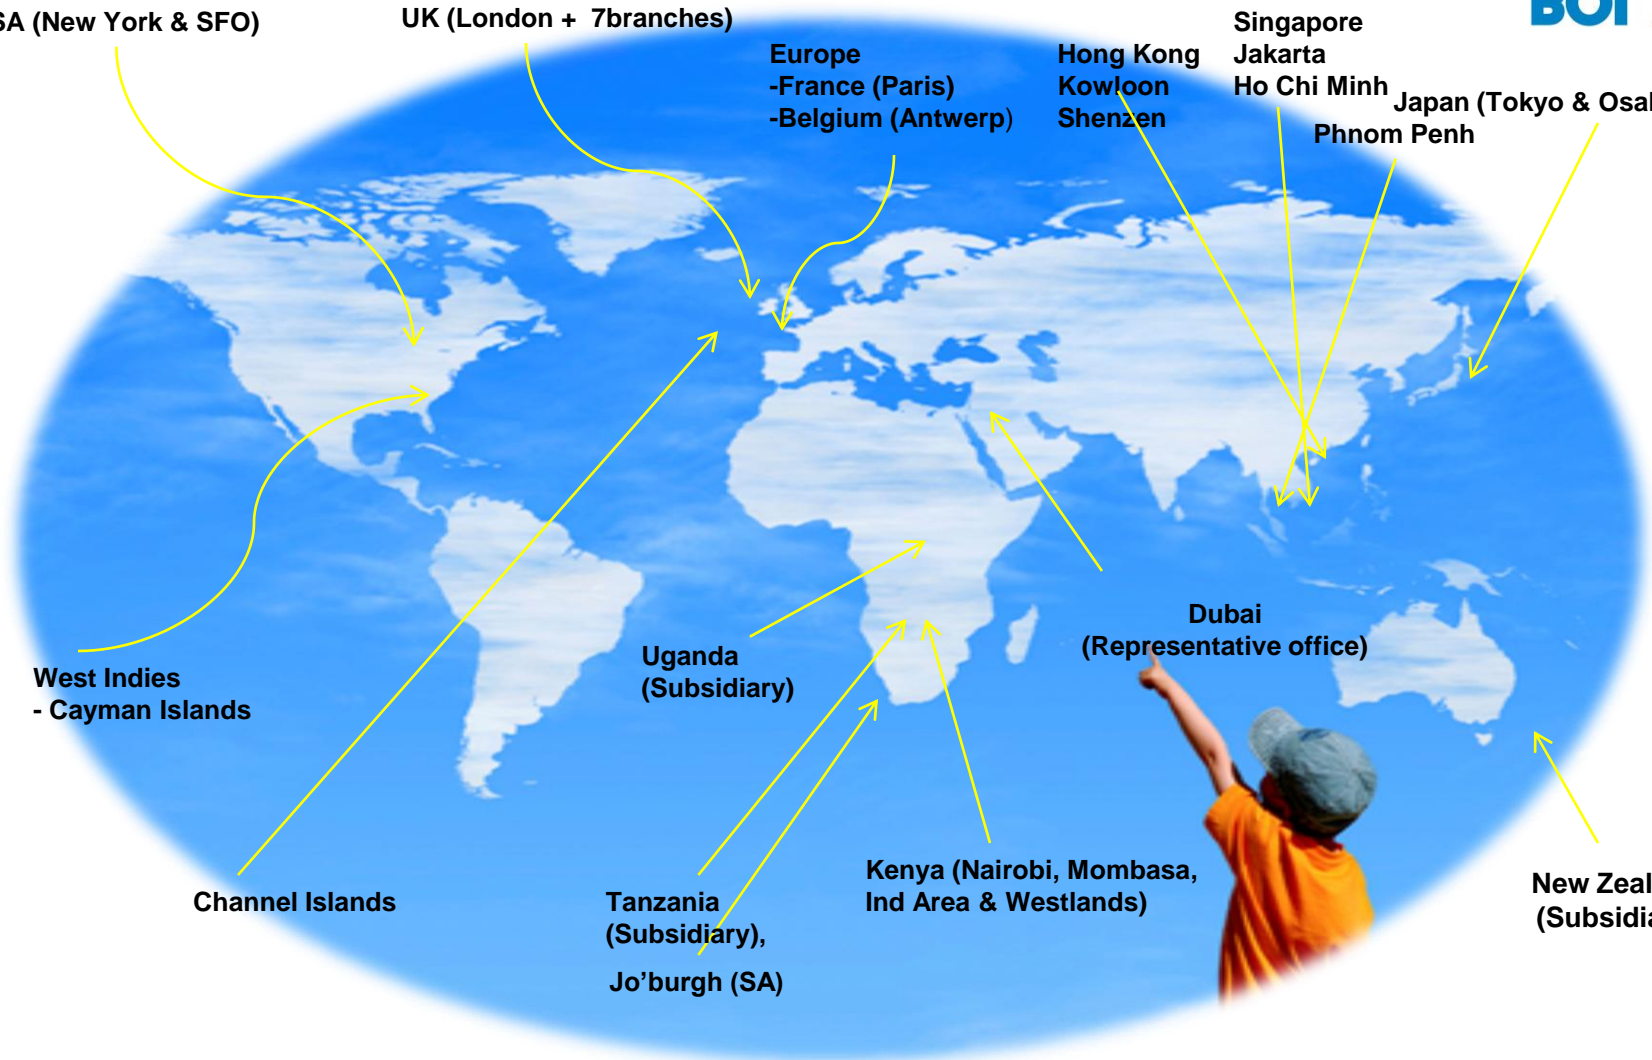 SA (New York & SFO)
UK (London + 7branches)
BOI
Europe
-France (Paris)
-Belgium (Antwerp)
Hong Kong
Kowloon
Shenzen
Singapore
Jakarta
Ho Chi Minh
Japan (Tokyo & Osak
Phnom Penh
Dubai
(Representative office)
Uganda
(Subsidiary)
West Indies
- Cayman Islands
Channel Islands
Tanzania
(Subsidiary),
Jo’burgh (SA)
Kenya (Nairobi, Mombasa,
Ind Area & Westlands)
New Zeal
(Subsidia